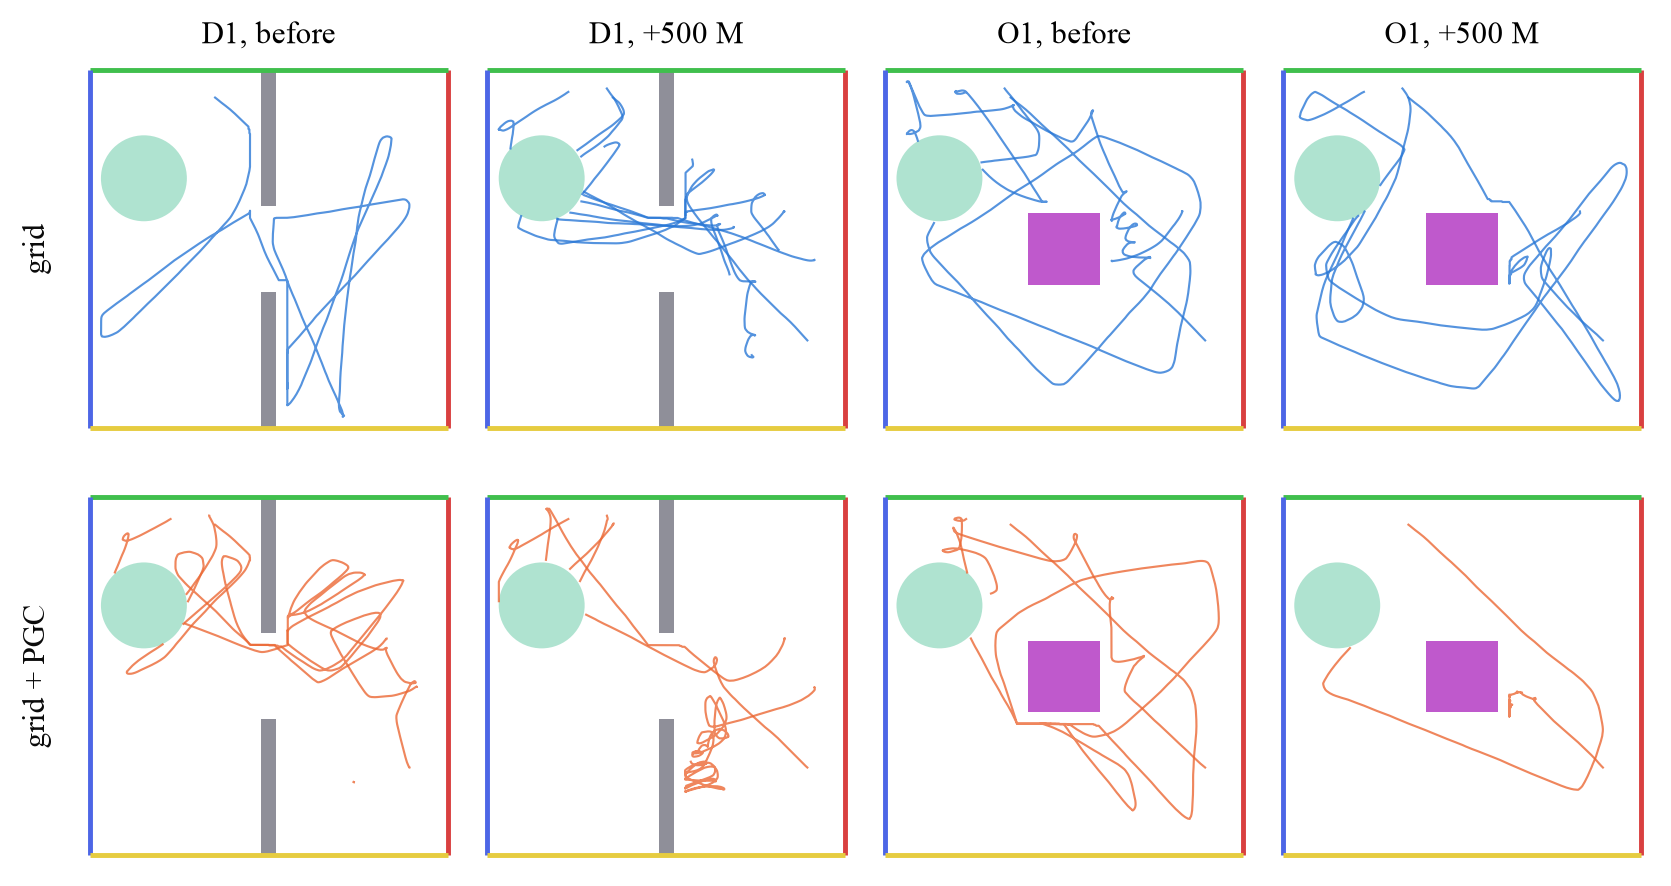 D1, before
D1, +500 M
O1, before
O1, +500 M
grid
grid + PGC